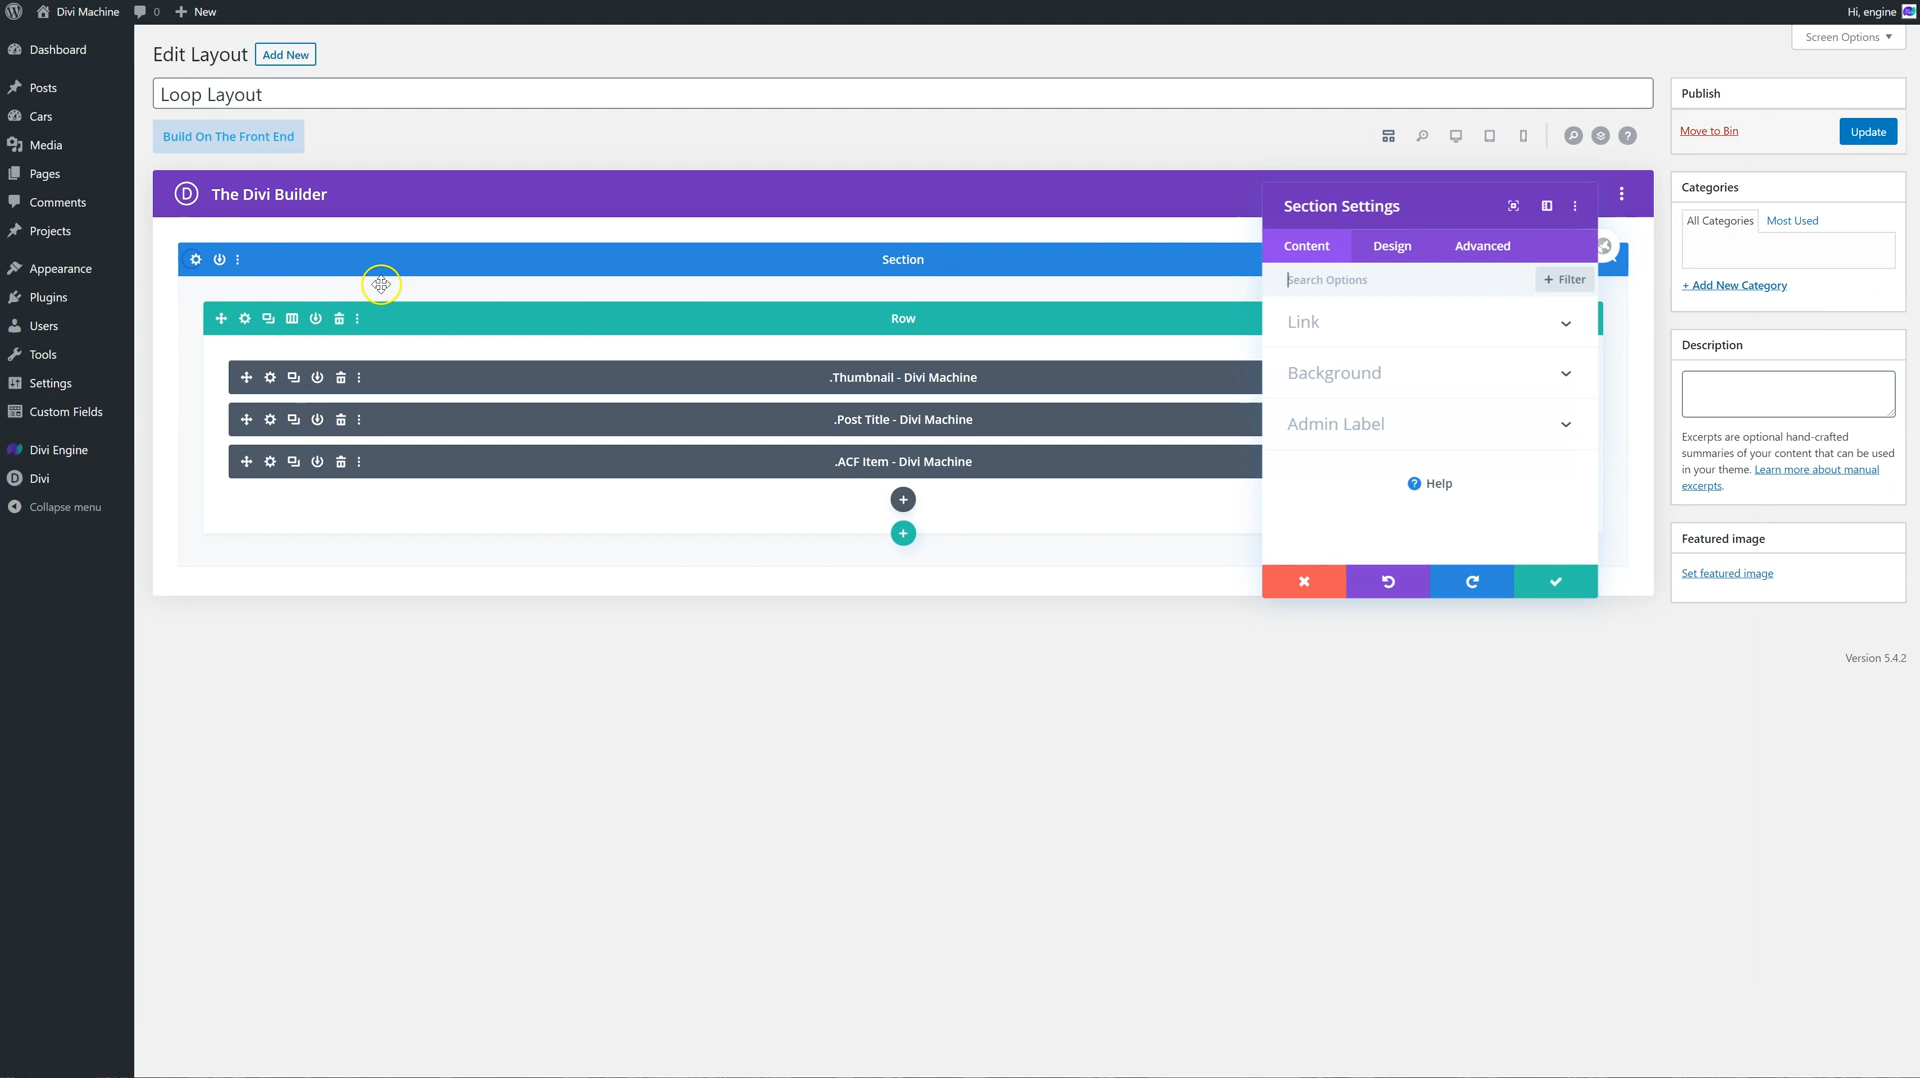 Divi Machine
0
New
Hi, engine
Screen Options
Dashboard
Posts
Cars
Media
Pages
Comments
Projects
Appearance
Plugins
Users
Tools
Settings
Custom Fields
Divi Engine
Divi
Collapse menu
Edit Layout
Add New
Loop Layout
Build On The Front End
D The Divi Builder
Section
Row
.Thumbnail - Divi Machine
.Post Title - Divi Machine
.ACF Item - Divi Machine
Section Settings
Content
Design
Advanced
Search Options
+ Filter
Link
Background
Admin Label
Help
Publish
Move to Bin
Update
Categories
All Categories
Most Used
+ Add New Category
Description
Excerpts are optional hand-crafted
summaries of your content that can be used
in your theme. Learn more about manual
excerpts.
Featured image
Set featured image
Version 5.4.2